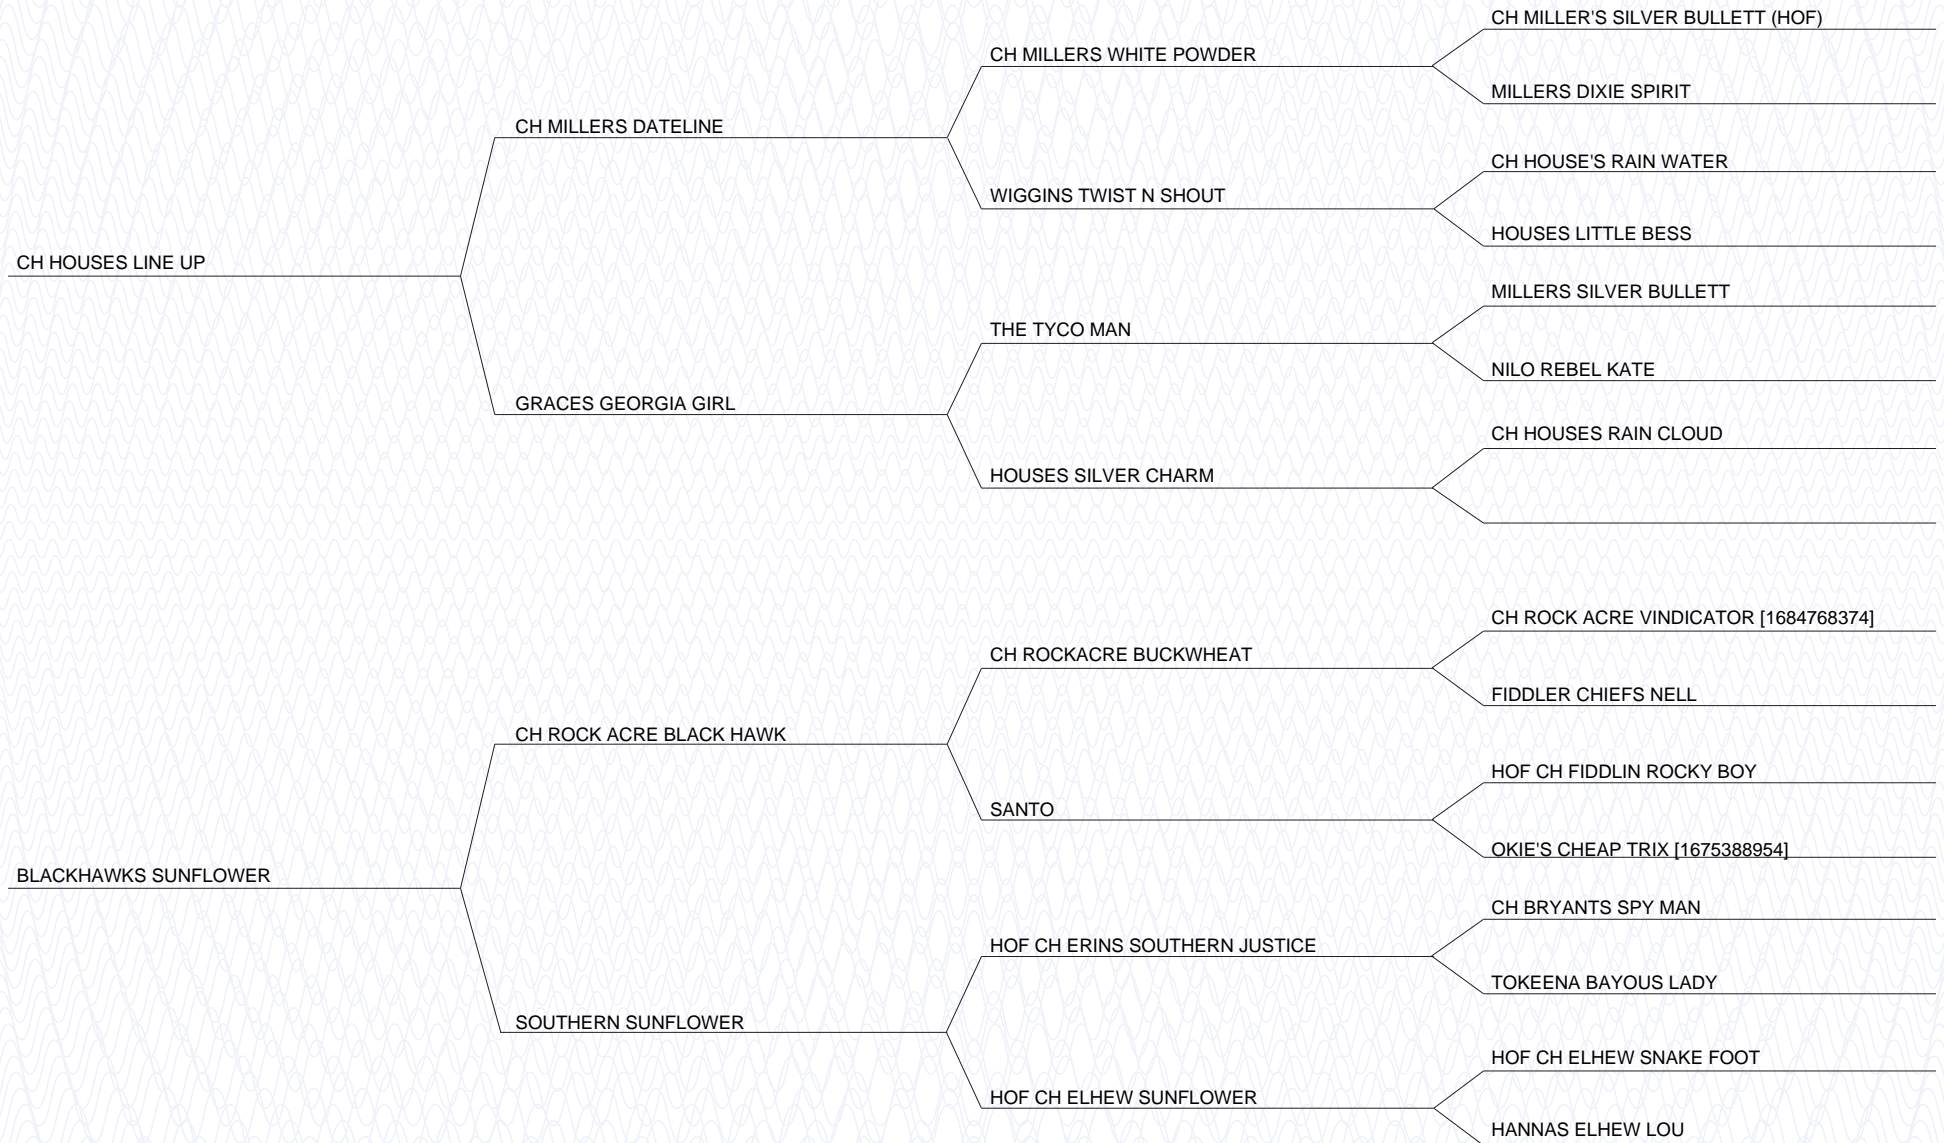 CH MILLER'S SILVER BULLETT (HOF)
CH MILLERS WHITE POWDER
MILLERS DIXIE SPIRIT
CH MILLERS DATELINE
CH HOUSE'S RAIN WATER
WIGGINS TWIST N SHOUT
HOUSES LITTLE BESS
CH HOUSES LINE UP
MILLERS SILVER BULLETT
THE TYCO MAN
NILO REBEL KATE
GRACES GEORGIA GIRL
CH HOUSES RAIN CLOUD
HOUSES SILVER CHARM
CH ROCK ACRE VINDICATOR [1684768374]
CH ROCKACRE BUCKWHEAT
FIDDLER CHIEFS NELL
CH ROCK ACRE BLACK HAWK
HOF CH FIDDLIN ROCKY BOY
SANTO
OKIE'S CHEAP TRIX [1675388954]
BLACKHAWKS SUNFLOWER
CH BRYANTS SPY MAN
HOF CH ERINS SOUTHERN JUSTICE
TOKEENA BAYOUS LADY
SOUTHERN SUNFLOWER
HOF CH ELHEW SNAKE FOOT
HOF CH ELHEW SUNFLOWER
HANNAS ELHEW LOU